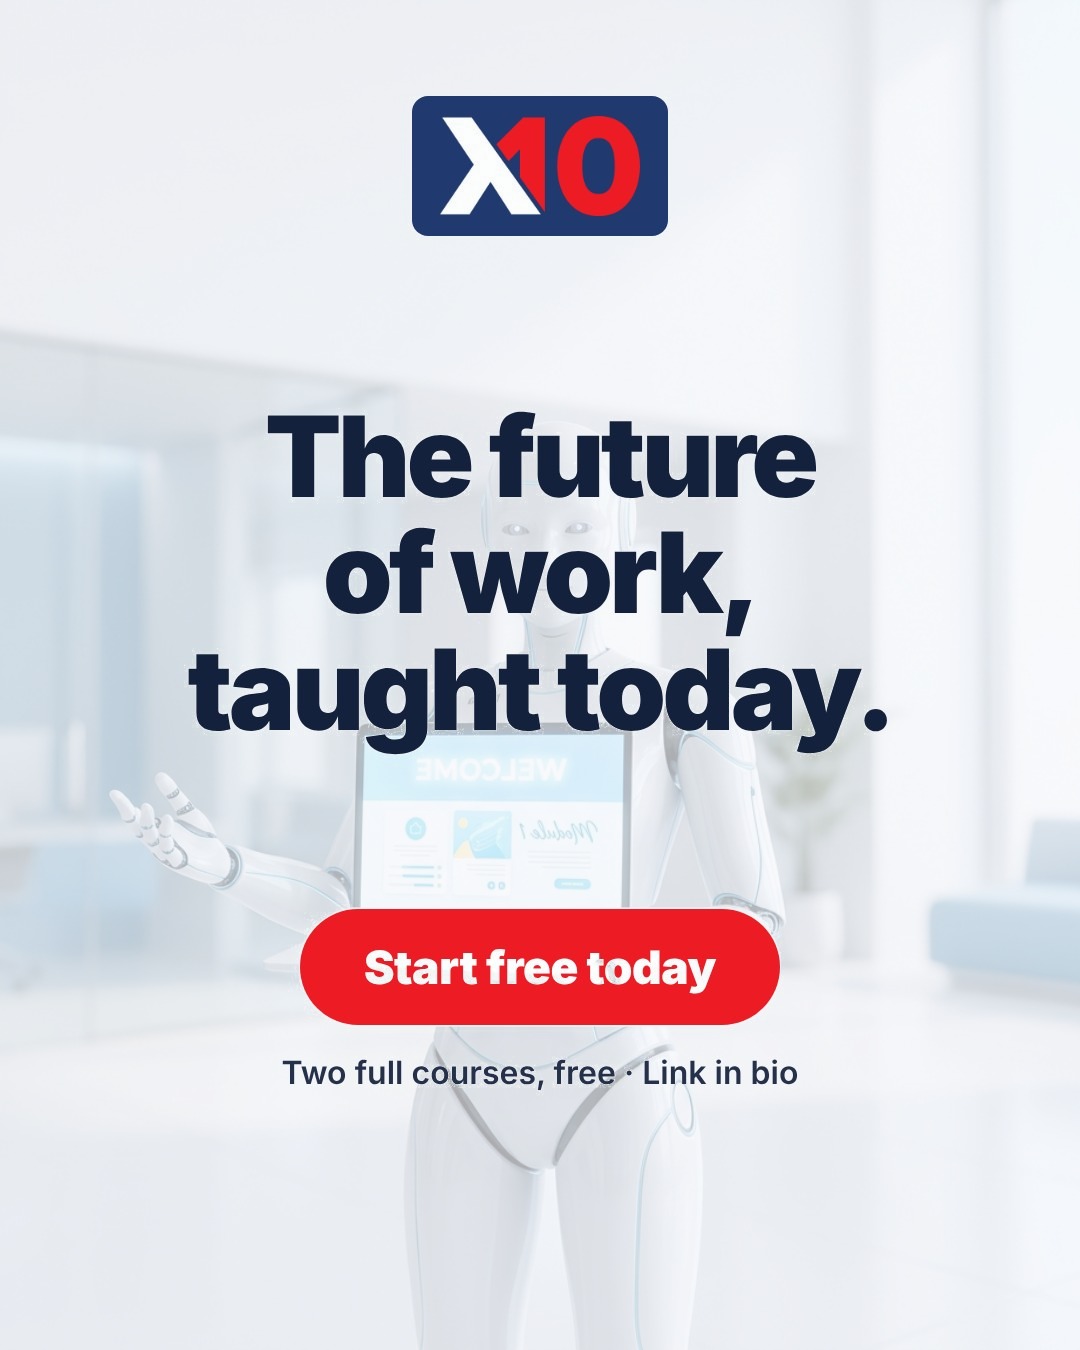 X10
The future
of work,
taught today.
WELCOME
Module 1
Start free today
Two full courses, free · Link in bio